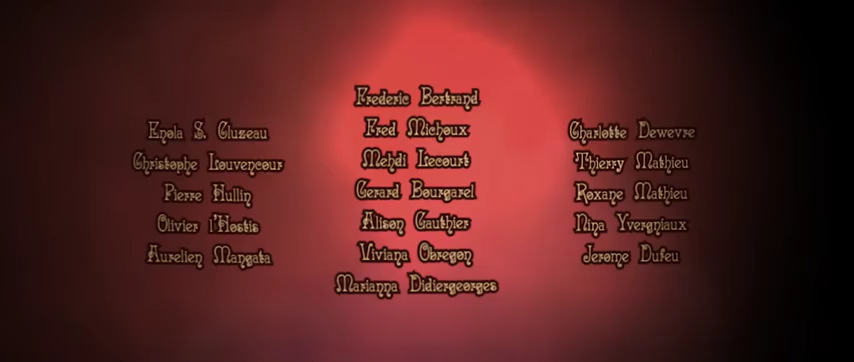 Enola S. Cluzeau
Christophe Louvencour
Pierre Hullin
Olivier l'Hostis
Aurelien Mangata
Frederic Bertrand
Fred Michoux
Mehdi Lecourt
Gerard Bourgarel
Alison Gauthier
Viviana Obregon
Marianna Didiergeorges
Charlotte Dewevre
Thierry Mathieu
Roxane Mathieu
Nina Yvergniaux
Jerome Dufeu